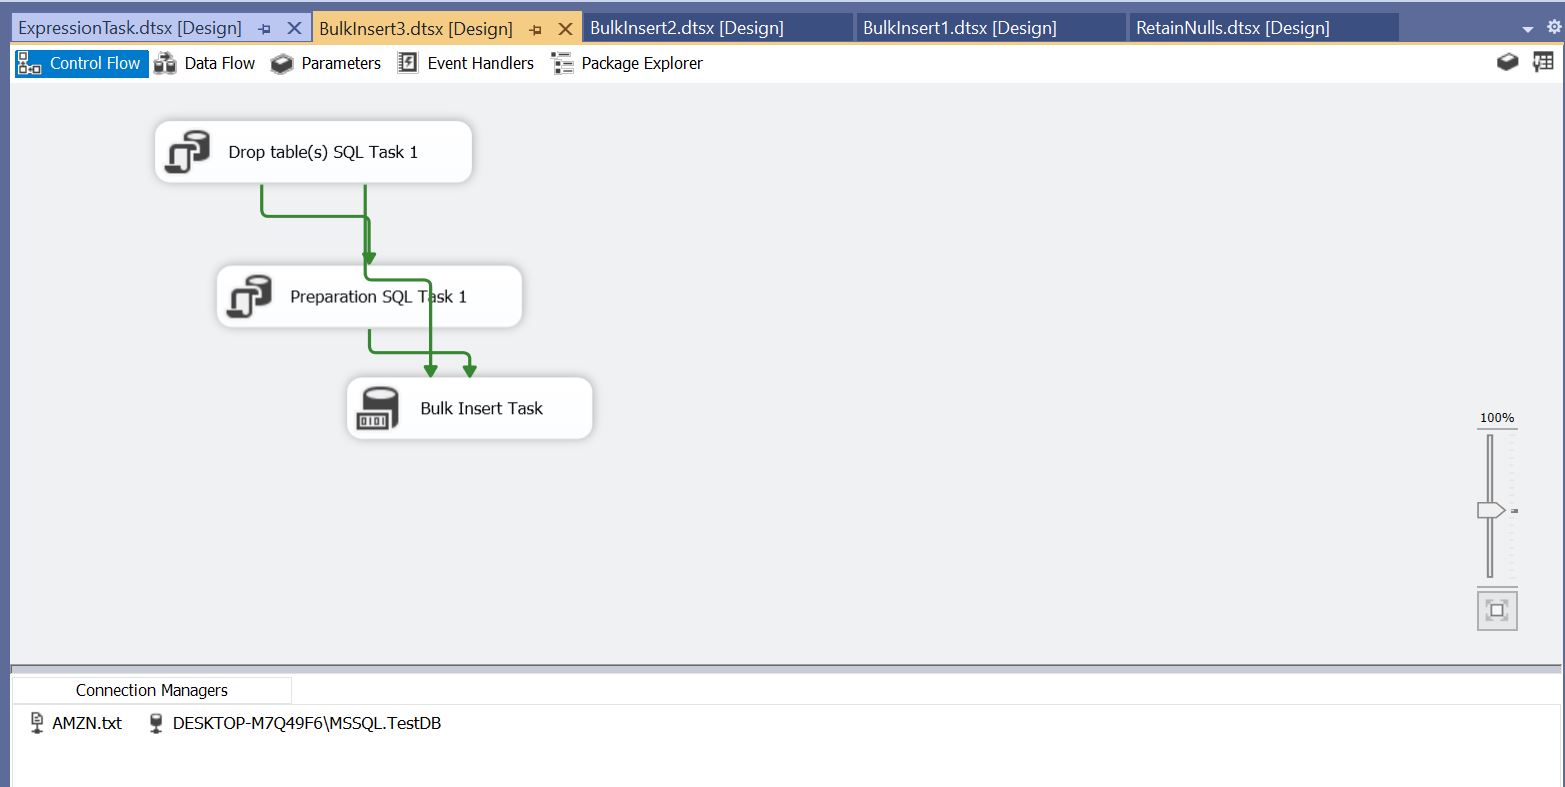 ExpressionTask.dtsx [Design] BulkInsert3.dtsx [Design] BulkInsert2.dtsx [Design] BulkInsert1.dtsx [Design] RetainNulls.dtsx [Design]
Control Flow Data Flow Parameters Event Handlers Package Explorer
Drop table(s) SQL Task 1
Preparation SQL Task 1
Bulk Insert Task
0101
100%
Connection Managers
AMZN.txt DESKTOP-M7Q49F6\MSSQL.TestDB